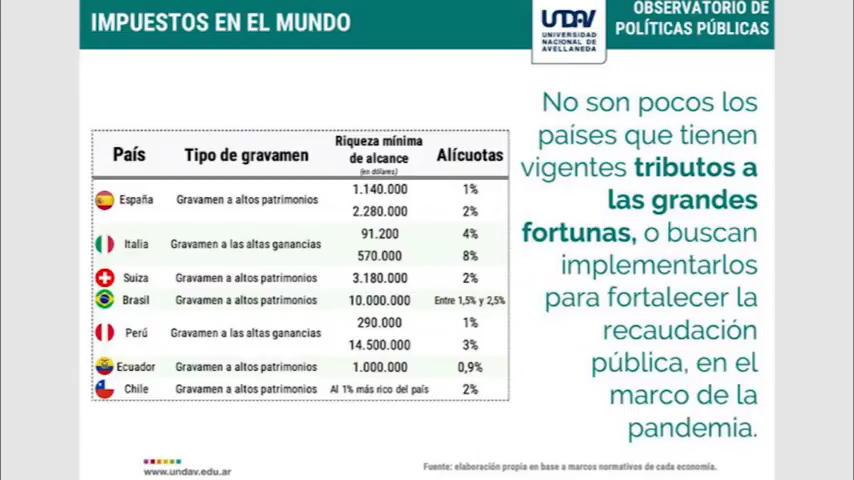 IMPUESTOS EN EL MUNDO
UNDAV
UNIVERSIDAD
NACIONAL DE
AVELLANEDA
OBSERVATORIO DE
POLÍTICAS PÚBLICAS
País Tipo de gravamen Riqueza mínima de alcance (en dólares) Alícuotas
España Gravamen a altos patrimonios 1.140.000 1%
2.280.000 2%
Italia Gravamen a las altas ganancias 91.200 4%
570.000 8%
Suiza Gravamen a altos patrimonios 3.180.000 2%
Brasil Gravamen a altos patrimonios 10.000.000 Entre 1,5% y 2,5%
Perú Gravamen a las altas ganancias 290.000 1%
14.500.000 3%
Ecuador Gravamen a altos patrimonios 1.000.000 0,9%
Chile Gravamen a altos patrimonios Al 1% más rico del país 2%
No son pocos los
países que tienen
vigentes tributos a
las grandes
fortunas, o buscan
implementarlos
para fortalecer la
recaudación
pública, en el
marco de la
pandemia.
www.undav.edu.ar
Fuente: elaboración propia en base a marcos normativos de cada economía.